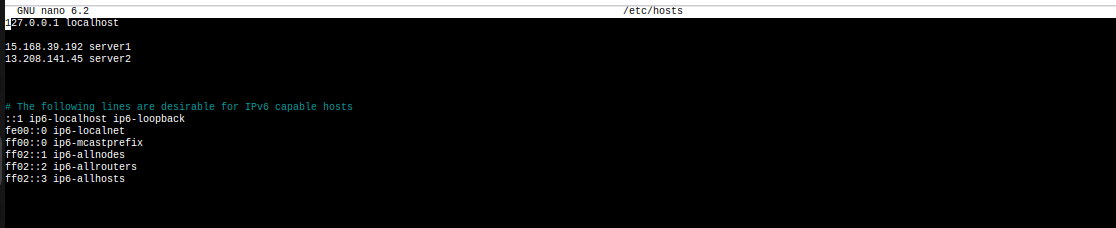 GNU nano 6.2 /etc/hosts
127.0.0.1 localhost
15.168.39.192 server1
13.208.141.45 server2
# The following lines are desirable for IPv6 capable hosts
::1 ip6-localhost ip6-loopback
fe00::0 ip6-localnet
ff00::0 ip6-mcastprefix
ff02::1 ip6-allnodes
ff02::2 ip6-allrouters
ff02::3 ip6-allhosts